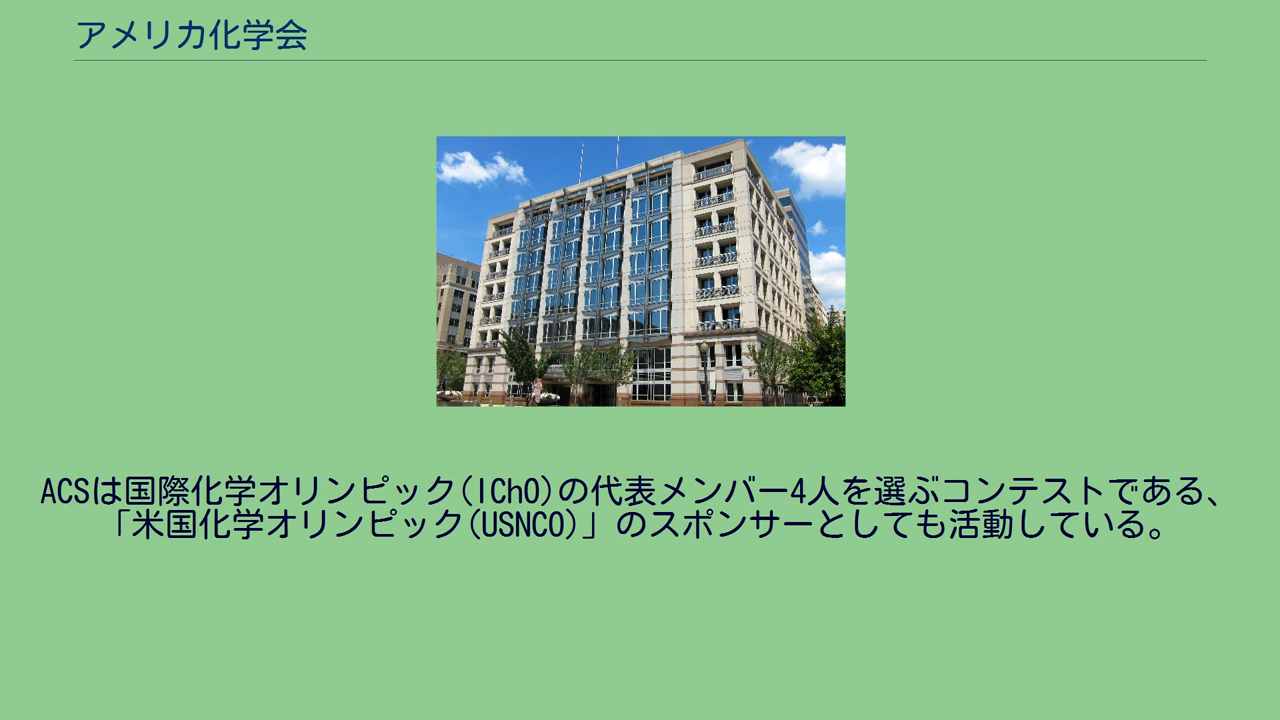 アメリカ化学会
ACSは国際化学オリンピック(IChO)の代表メンバー4人を選ぶコンテストである、
「米国化学オリンピック(USNCO)」のスポンサーとしても活動している。